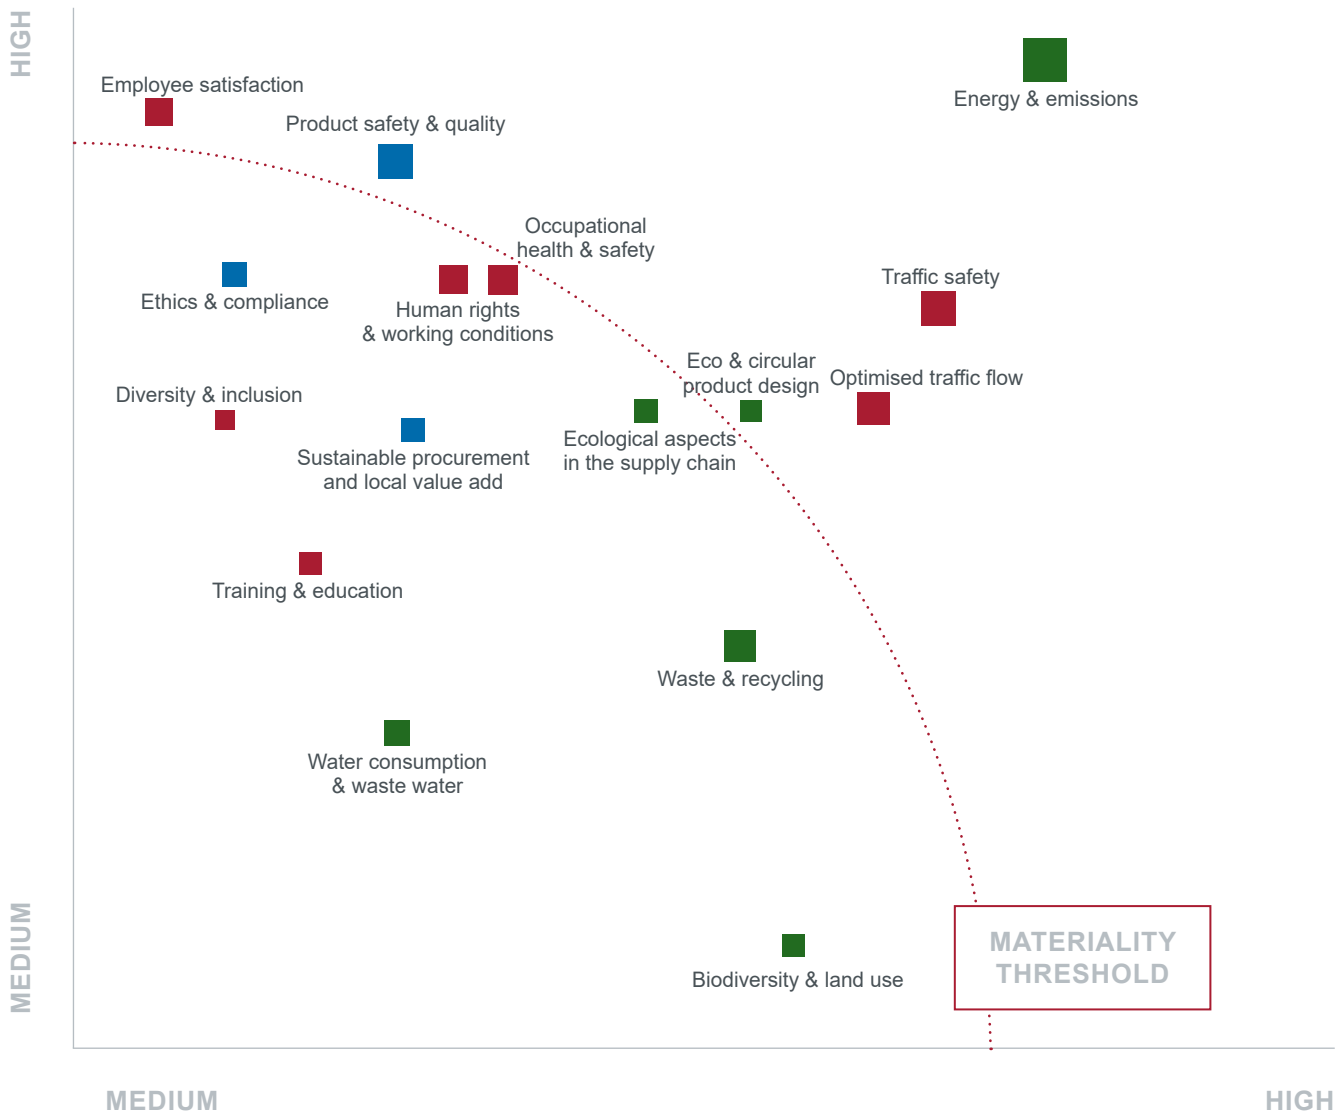 HIGH
Employee satisfaction
Energy & emissions
Product safety & quality
Occupational
health & safety
Traffic safety
Ethics & compliance
Human rights
& working conditions
Eco & circular
product design
Optimised traffic flow
Diversity & inclusion
Ecological aspects
in the supply chain
Sustainable procurement
and local value add
Training & education
Waste & recycling
Water consumption
& waste water
MEDIUM
MATERIALITY
THRESHOLD
Biodiversity & land use
MEDIUM
HIGH